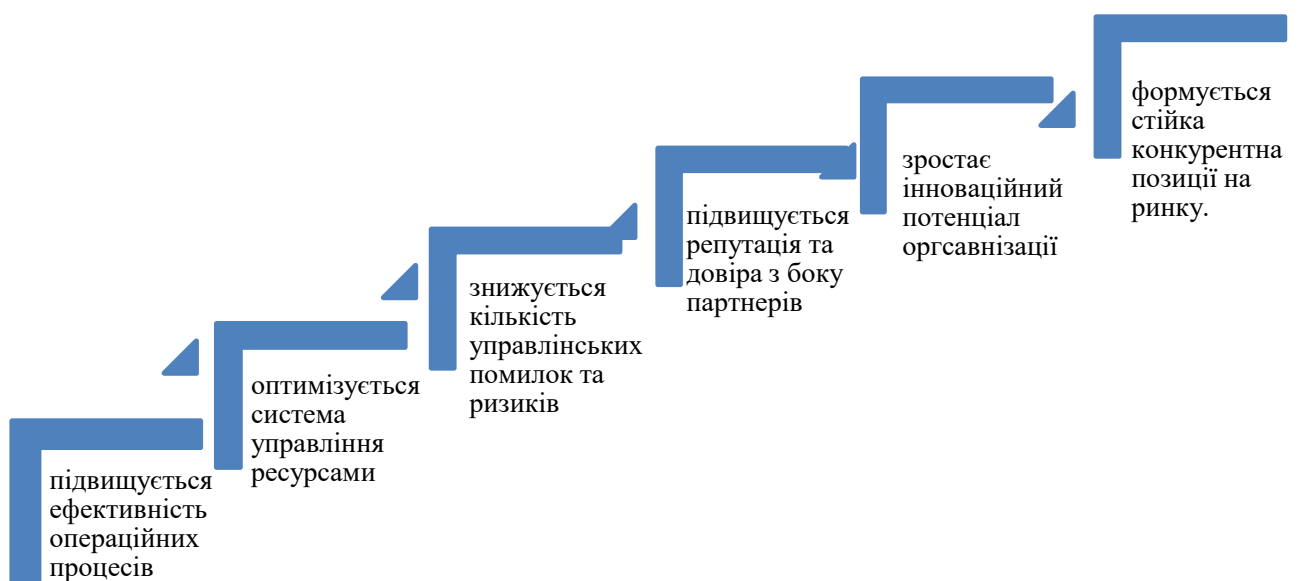 підвищується
ефективність
операційних
процесів
оптимізується
система
управління
ресурсами
знижується
кількість
управлінських
помилок та
ризиків
підвищується
репутація та
довіра з боку
партнерів
зростає
інноваційний
потенціал
оргсавнізації
формується
стійка
конкурентна
позиції на
ринку.